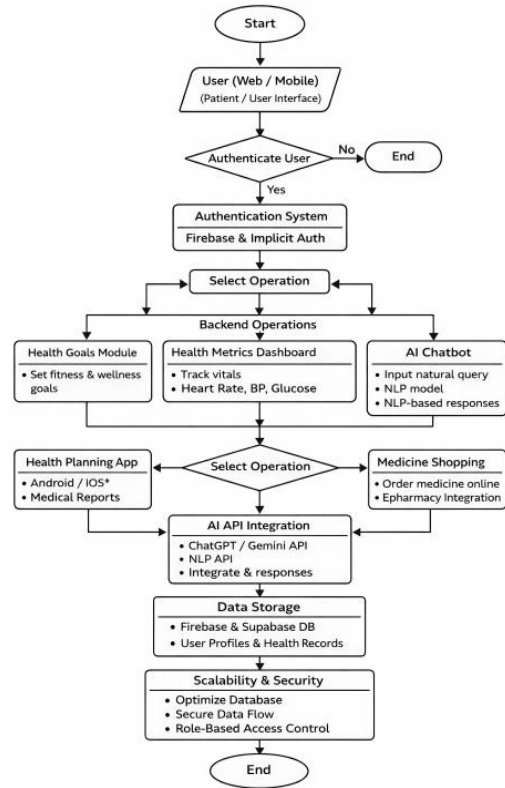 Start
User (Web / Mobile)
(Patient / User Interface)
Authenticate User
No
End
Yes
Authentication System
Firebase & Implicit Auth
Select Operation
Backend Operations
Health Goals Module
• Set fitness & wellness
goals
Health Metrics Dashboard
• Track vitals
• Heart Rate, BP, Glucose
AI Chatbot
• Input natural query
• NLP model
• NLP-based responses
Health Planning App
• Android / IOS*
• Medical Reports
Select Operation
Medicine Shopping
• Order medicine online
• Epharmacy Integration
AI API Integration
• ChatGPT / Gemini API
• NLP API
• Integrate & responses
Data Storage
• Firebase & Supabase DB
• User Profiles & Health Records
Scalability & Security
• Optimize Database
• Secure Data Flow
• Role-Based Access Control
End